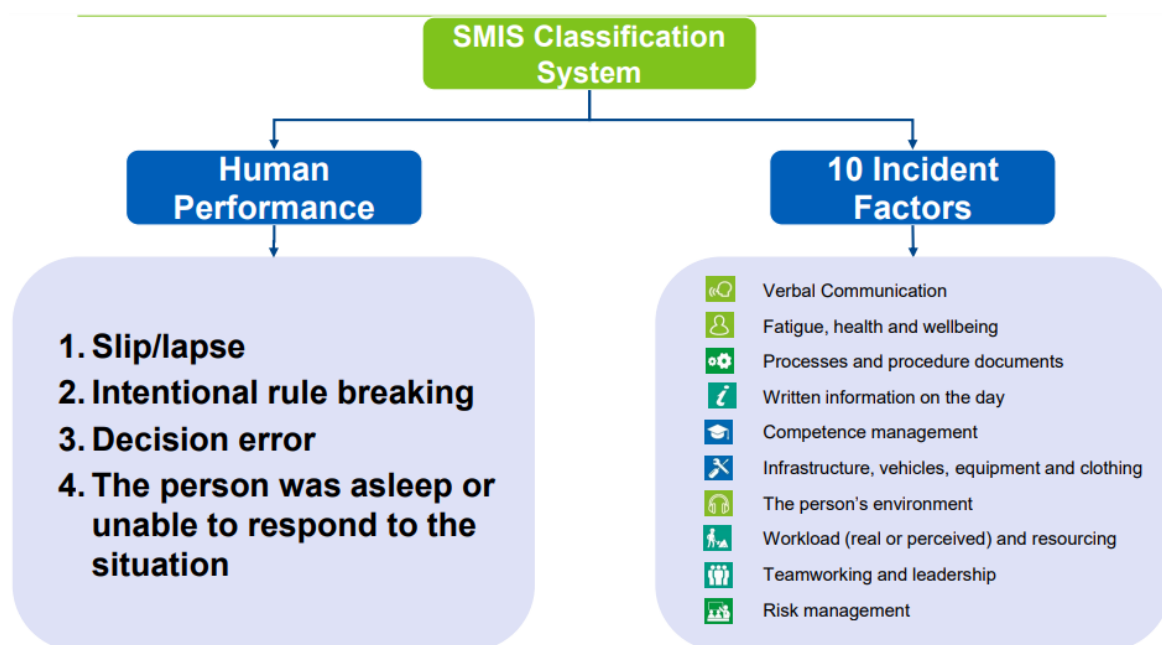 SMIS Classification
System
Human
Performance
10 Incident
Factors
1. Slip/lapse
2. Intentional rule breaking
3. Decision error
4. The person was asleep or
unable to respond to the
situation
Verbal Communication
Fatigue, health and wellbeing
Processes and procedure documents
Written information on the day
Competence management
Infrastructure, vehicles, equipment and clothing
The person's environment
Workload (real or perceived) and resourcing
Teamworking and leadership
Risk management